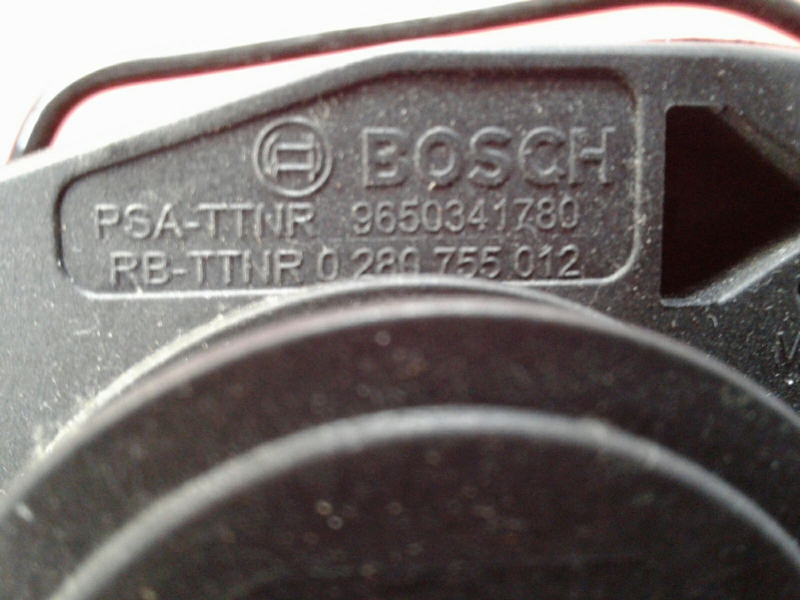 BOSCH
PSA-TTNR 9650341780
RB-TTNR 0 280 755 012